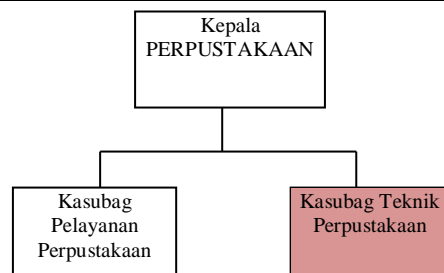 Kepala
PERPUSTAKAAN
Kasubag
Pelayanan
Perpustakaan
Kasubag Teknik
Perpustakaan